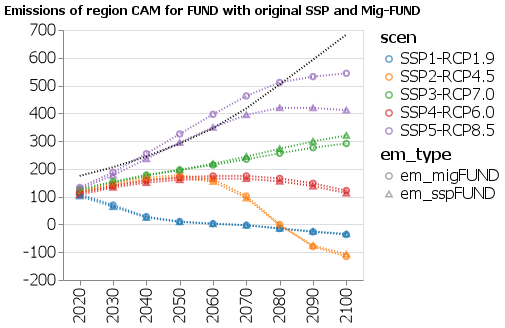 Emissions of region CAM for FUND with original SSP and Mig-FUND
700
600
500
400
300
200
100
0
-100
-200
2020
2030
2040
2050
2060
2070
2080
2090
2100
scen
SSP1-RCP1.9
SSP2-RCP4.5
SSP3-RCP7.0
SSP4-RCP6.0
SSP5-RCP8.5
em_type
em_migFUND
em_sspFUND